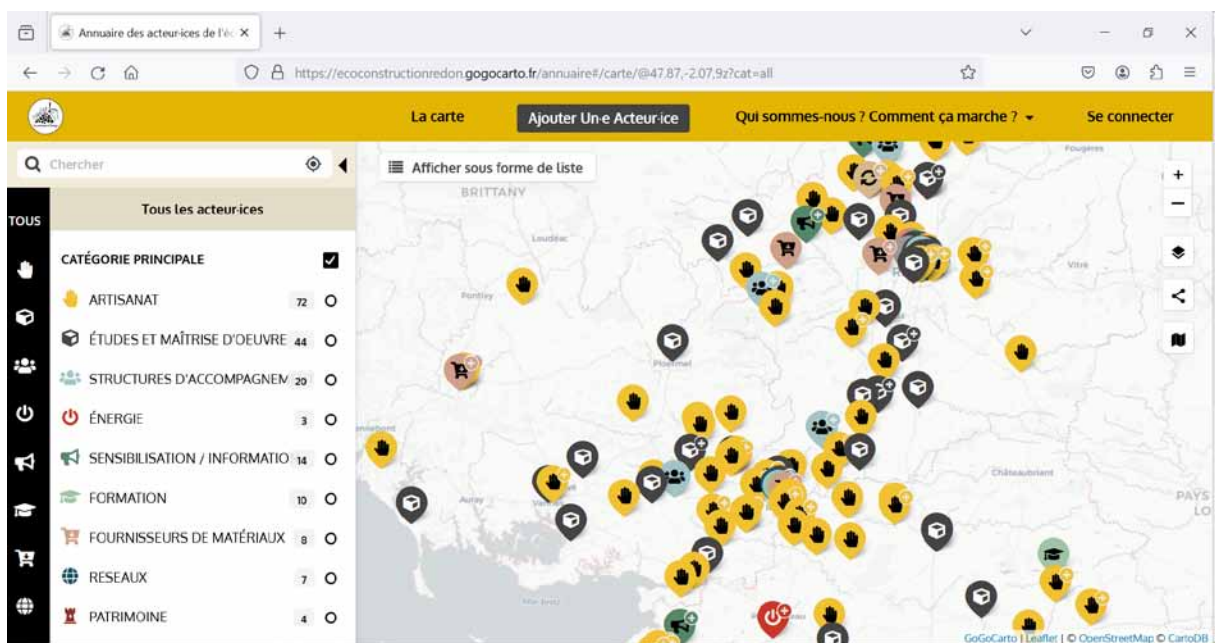 Annuaire des acteur·ices de l'éc
https://ecoconstructionredon.gogocarto.fr/annuaire#/carte/@47.87,-2.07,9z?cat=all
La carte
Ajouter Un·e Acteur·ice
Qui sommes-nous ? Comment ça marche ?
Se connecter
Chercher
Afficher sous forme de liste
TOUS
Tous les acteur·ices
CATÉGORIE PRINCIPALE
ARTISANAT 72
ÉTUDES ET MAÎTRISE D'OEUVRE 44
STRUCTURES D'ACCOMPAGNEM 20
ÉNERGIE 3
SENSIBILISATION / INFORMATIO 14
FORMATION 10
FOURNISSEURS DE MATÉRIAUX 8
RESEAUX 7
PATRIMOINE 4
BRITTANY
Fougères
Loudéac
Vitré
Pontivy
Ploërmel
Châteaubriant
Auray
PAYS
LO
GoGoCarto | Leaflet | © OpenStreetMap © CartoDB